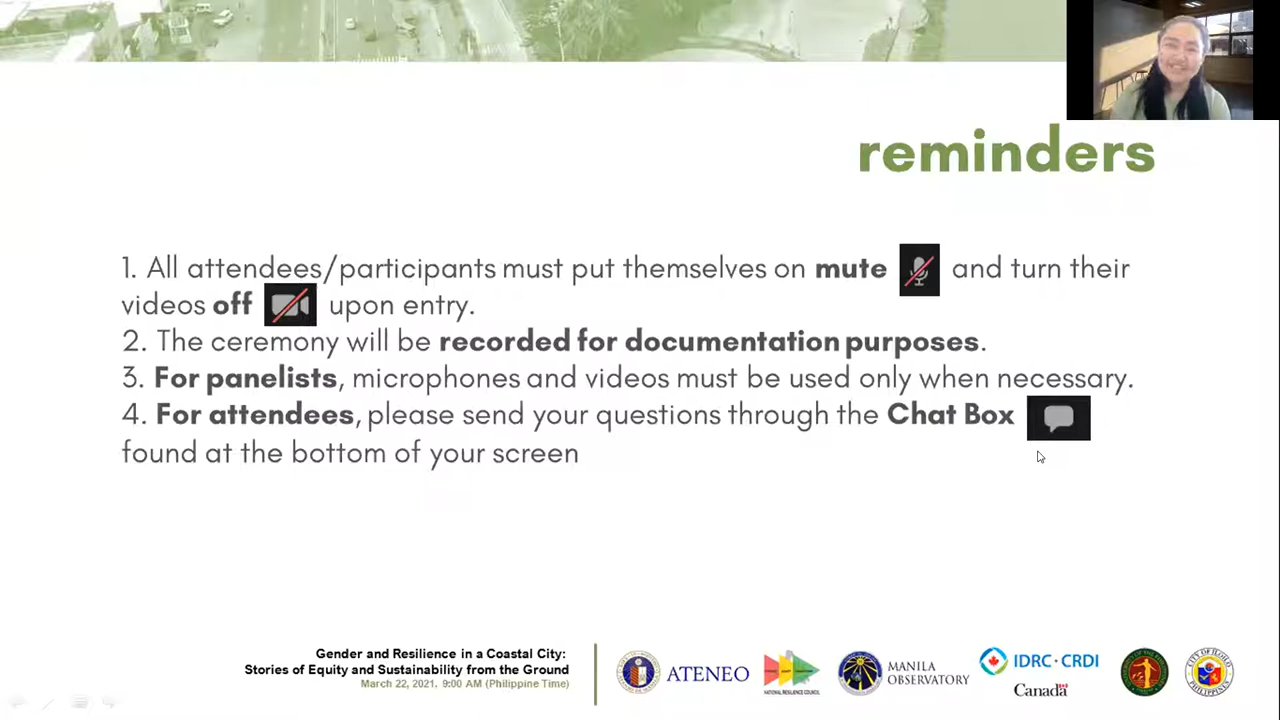 reminders
1. All attendees/participants must put themselves on mute and turn their
videos off upon entry.
2. The ceremony will be recorded for documentation purposes.
3. For panelists, microphones and videos must be used only when necessary.
4. For attendees, please send your questions through the Chat Box
found at the bottom of your screen
Gender and Resilience in a Coastal City:
Stories of Equity and Sustainability from the Ground
March 22, 2021, 9:00 AM (Philippine Time)
ATENEO
NATIONAL RESILIENCE COUNCIL
MANILA
OBSERVATORY
IDRC · CRDI
Canada